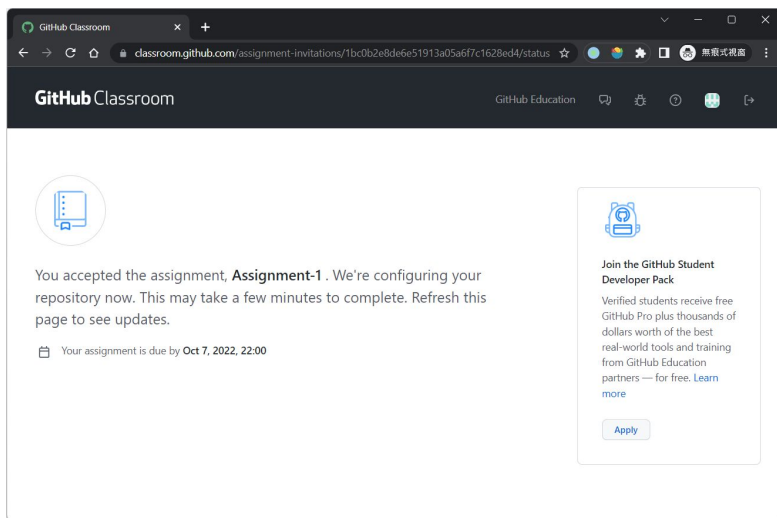 GitHub Classroom
classroom.github.com/assignment-invitations/1bc0b2e8de6e51913a05a6f7c1628ed4/status
無痕式視窗
GitHub Classroom
GitHub Education
You accepted the assignment, Assignment-1 . We're configuring your
repository now. This may take a few minutes to complete. Refresh this
page to see updates.
Your assignment is due by Oct 7, 2022, 22:00
Join the GitHub Student
Developer Pack
Verified students receive free
GitHub Pro plus thousands of
dollars worth of the best
real-world tools and training
from GitHub Education
partners — for free. Learn
more
Apply